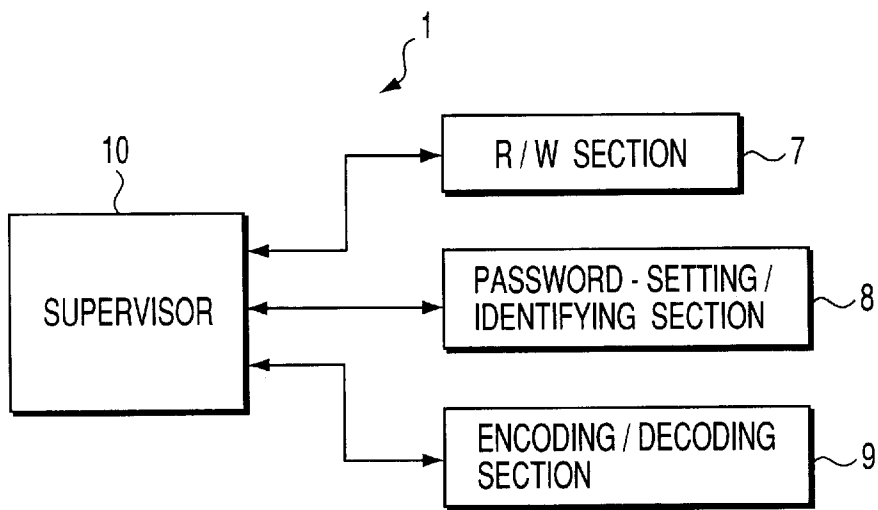 1
10
R / W SECTION
7
SUPERVISOR
PASSWORD - SETTING /
IDENTIFYING SECTION
8
ENCODING / DECODING
SECTION
9